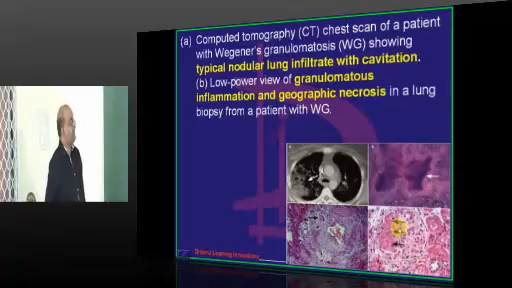 (a) Computed tomography (CT) chest scan of a patient
with Wegener's granulomatosis (WG) showing
typical nodular lung infiltrate with cavitation.
(b) Low-power view of granulomatous
inflammation and geographic necrosis in a lung
biopsy from a patient with WG.